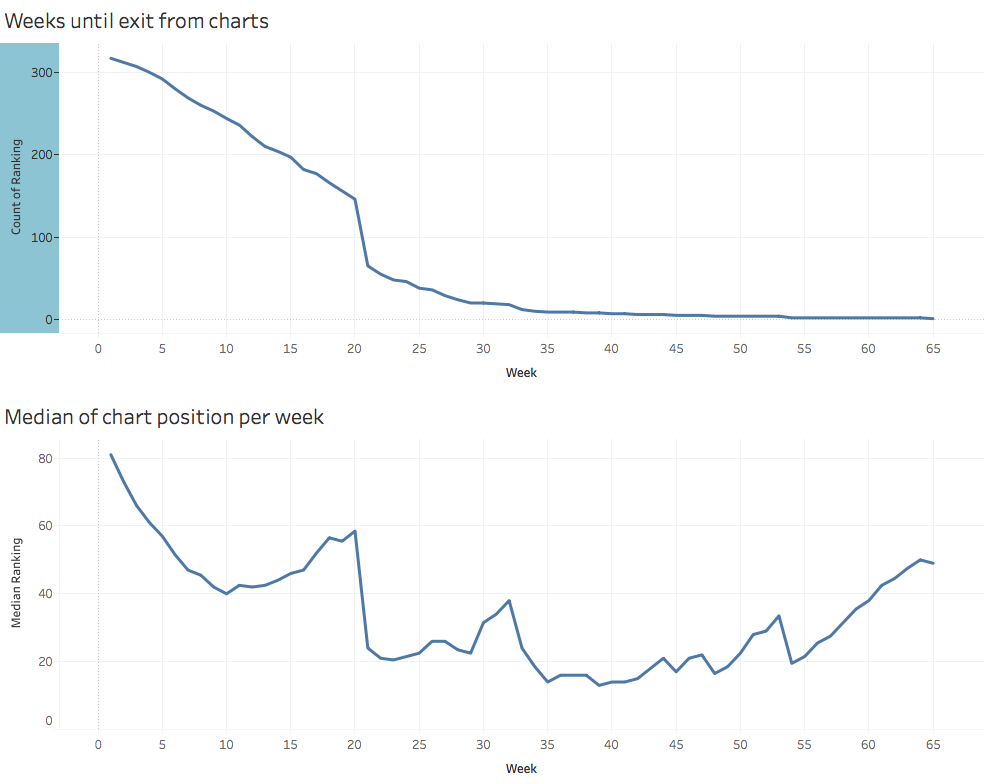 Weeks until exit from charts
300
200
100
0
Count of Ranking
0 5 10 15 20 25 30 35 40 45 50 55 60 65
Week
Median of chart position per week
80
60
40
20
0
Median Ranking
0 5 10 15 20 25 30 35 40 45 50 55 60 65
Week